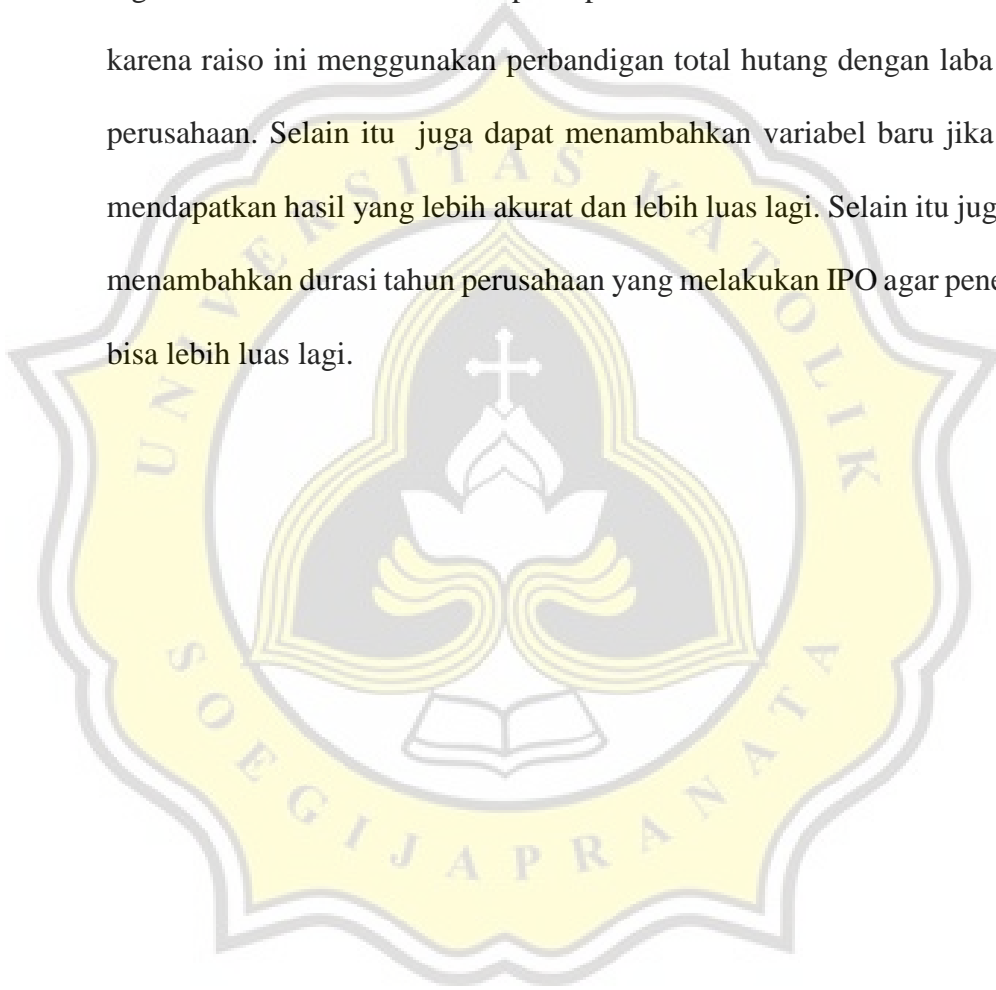 karena raiso ini menggunakan perbandigan total hutang dengan laba
perusahaan. Selain itu juga dapat menambahkan variabel baru jika
mendapatkan hasil yang lebih akurat dan lebih luas lagi. Selain itu
menambahkan durasi tahun perusahaan yang melakukan IPO agar
bisa lebih luas lagi.
UNIVERSITAS KATOLIK
SOEGIJAPRANATA